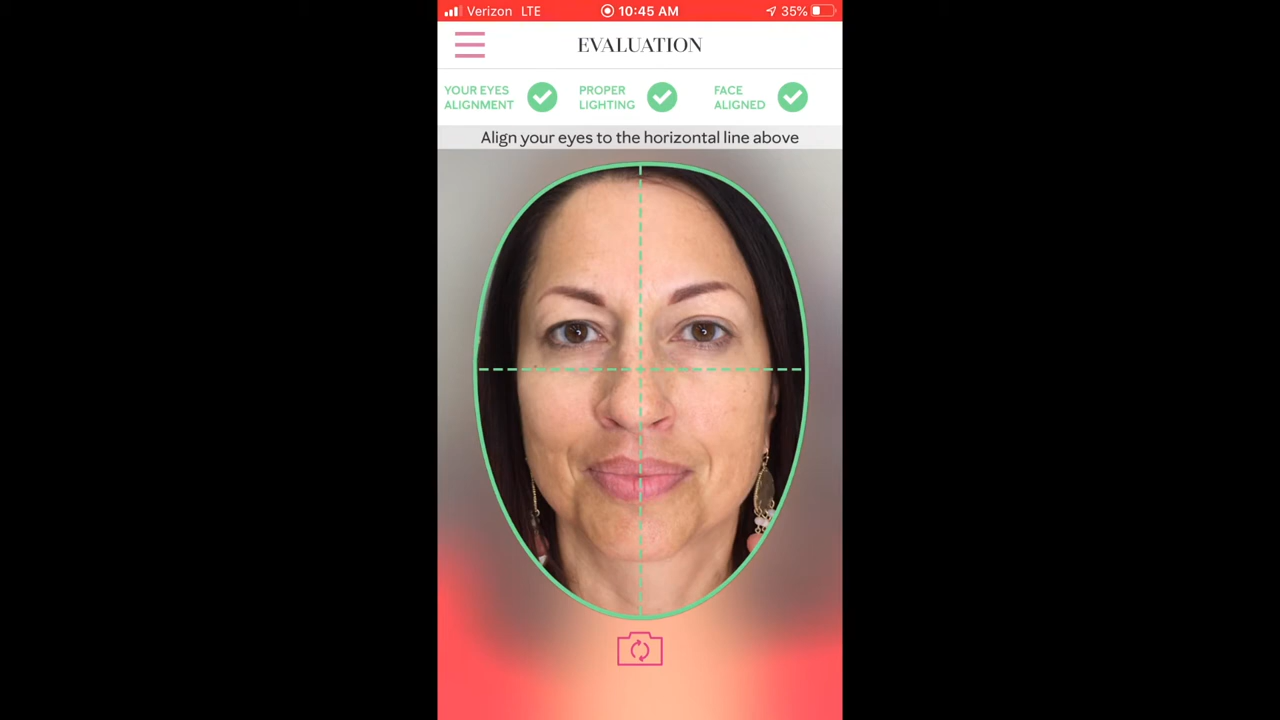 Verizon LTE 10:45 AM 35%
EVALUATION
YOUR EYES
ALIGNMENT
PROPER
LIGHTING
FACE
ALIGNED
Align your eyes to the horizontal line above